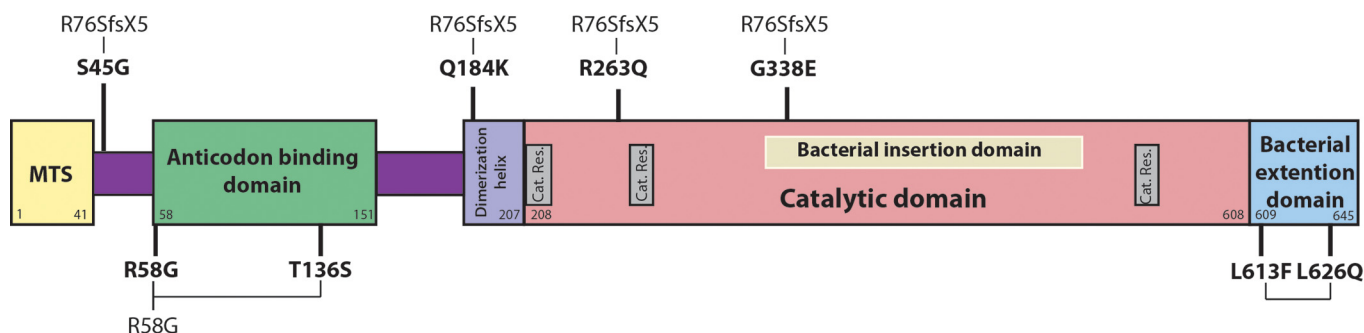 R76SfsX5 R76SfsX5 R76SfsX5 R76SfsX5
S45G Q184K R263Q G338E
MTS
1 41
Anticodon binding
domain
58 151
Dimerization
helix
207
Cat. Res.
208
Cat. Res.
Bacterial insertion domain
Catalytic domain
Cat. Res.
608
Bacterial
extention
domain
609 645
R58G T136S L613F L626Q
R58G